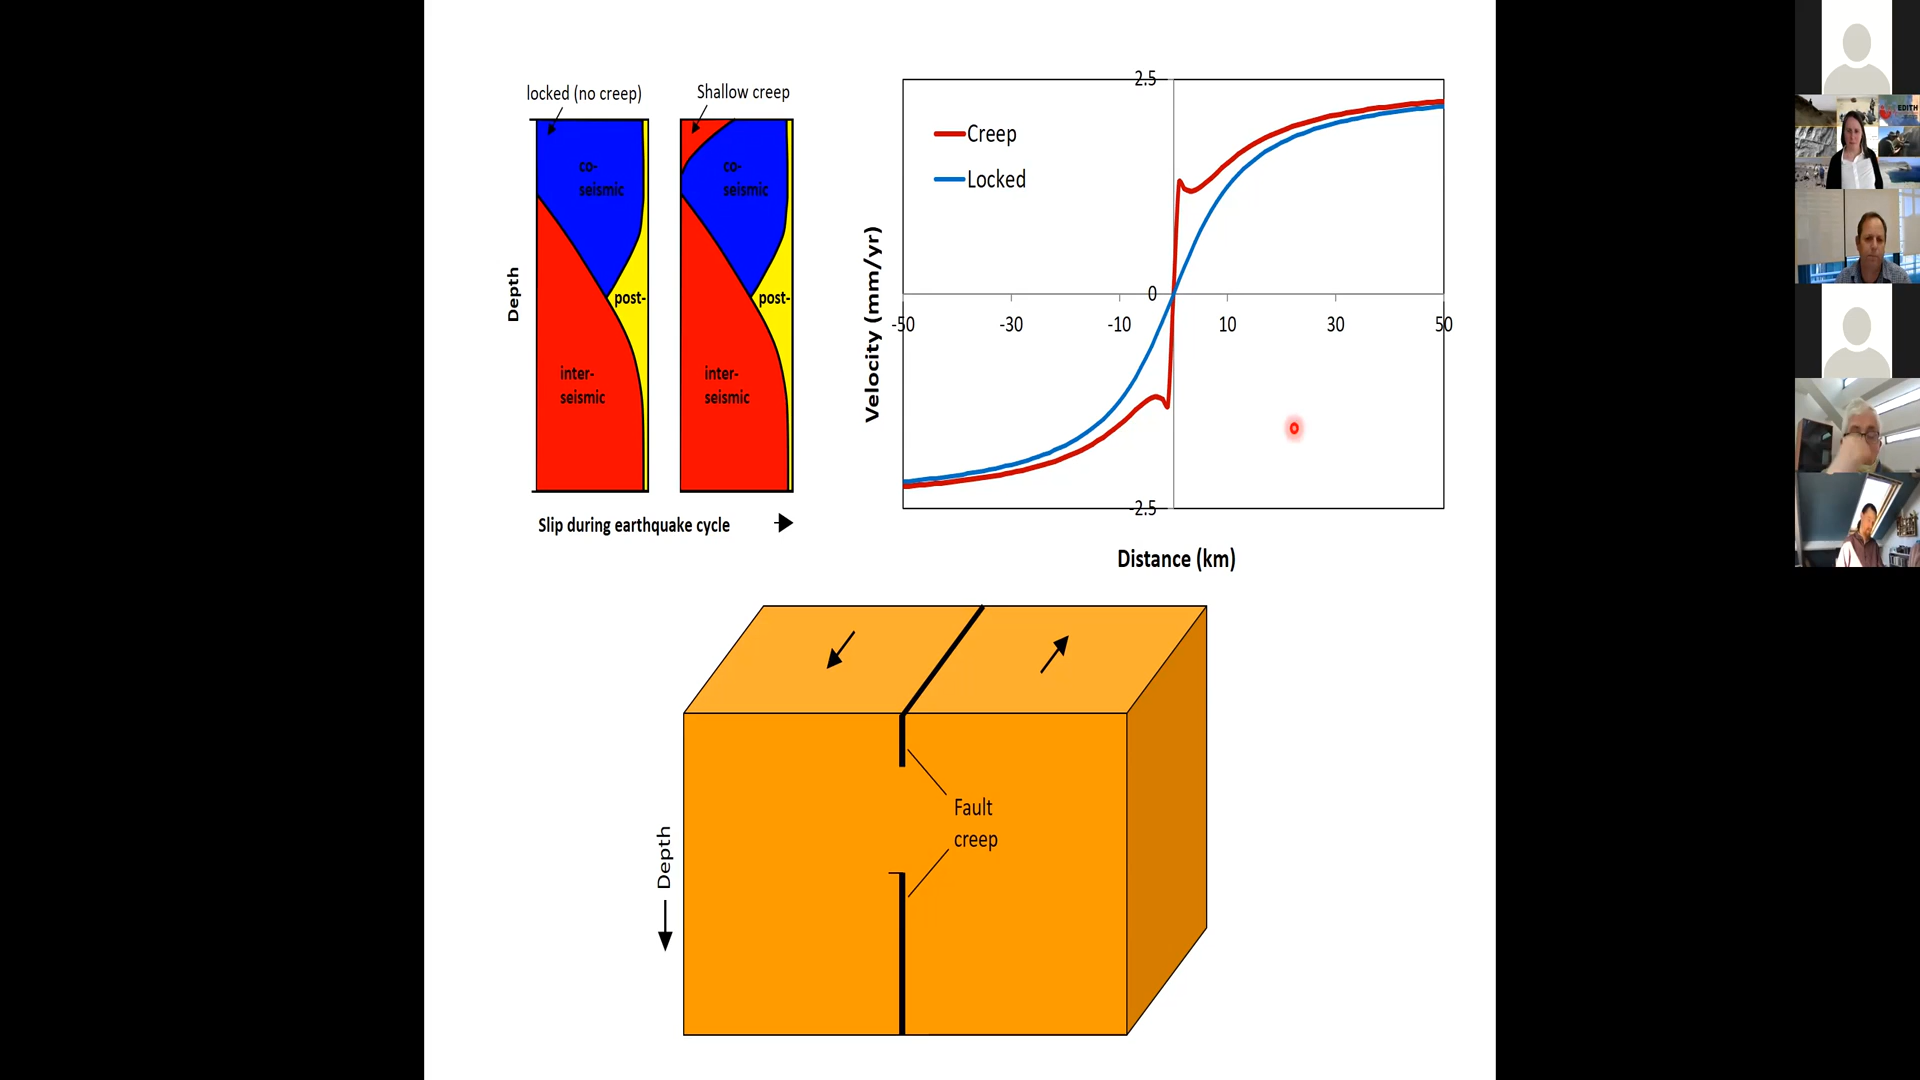 locked (no creep)
Shallow creep
co-
seismic
co-
seismic
post-
post-
inter-
seismic
inter-
seismic
Depth
Slip during earthquake cycle
2.5
Creep
Locked
0
-50
-30
-10
10
30
50
-2.5
Velocity (mm/yr)
Distance (km)
Fault
creep
Depth
EDITH